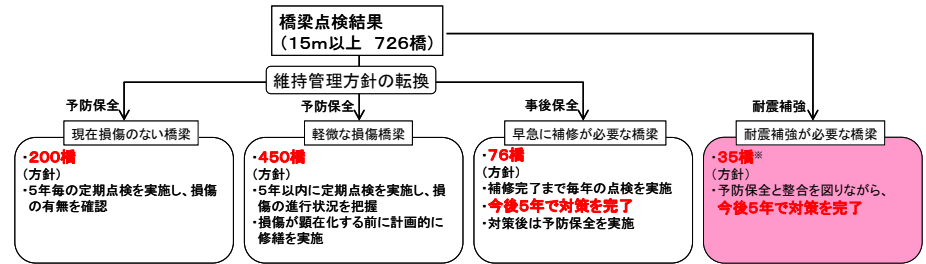 橋梁点検結果
(15m以上 726橋)
維持管理方針の転換
予防保全
予防保全
事後保全
耐震補強
現在損傷のない橋梁
・200橋
(方針)
・5年毎の定期点検を実施し、損傷
の有無を確認
軽微な損傷橋梁
・450橋
(方針)
・5年以内に定期点検を実施し、損
傷の進行状況を把握
・損傷が顕在化する前に計画的に
修繕を実施
早急に補修が必要な橋梁
・76橋
(方針)
・補修完了まで毎年の点検を実施
・今後5年で対策を完了
・対策後は予防保全を実施
耐震補強が必要な橋梁
・35橋※
(方針)
・予防保全と整合を図りながら、
今後5年で対策を完了